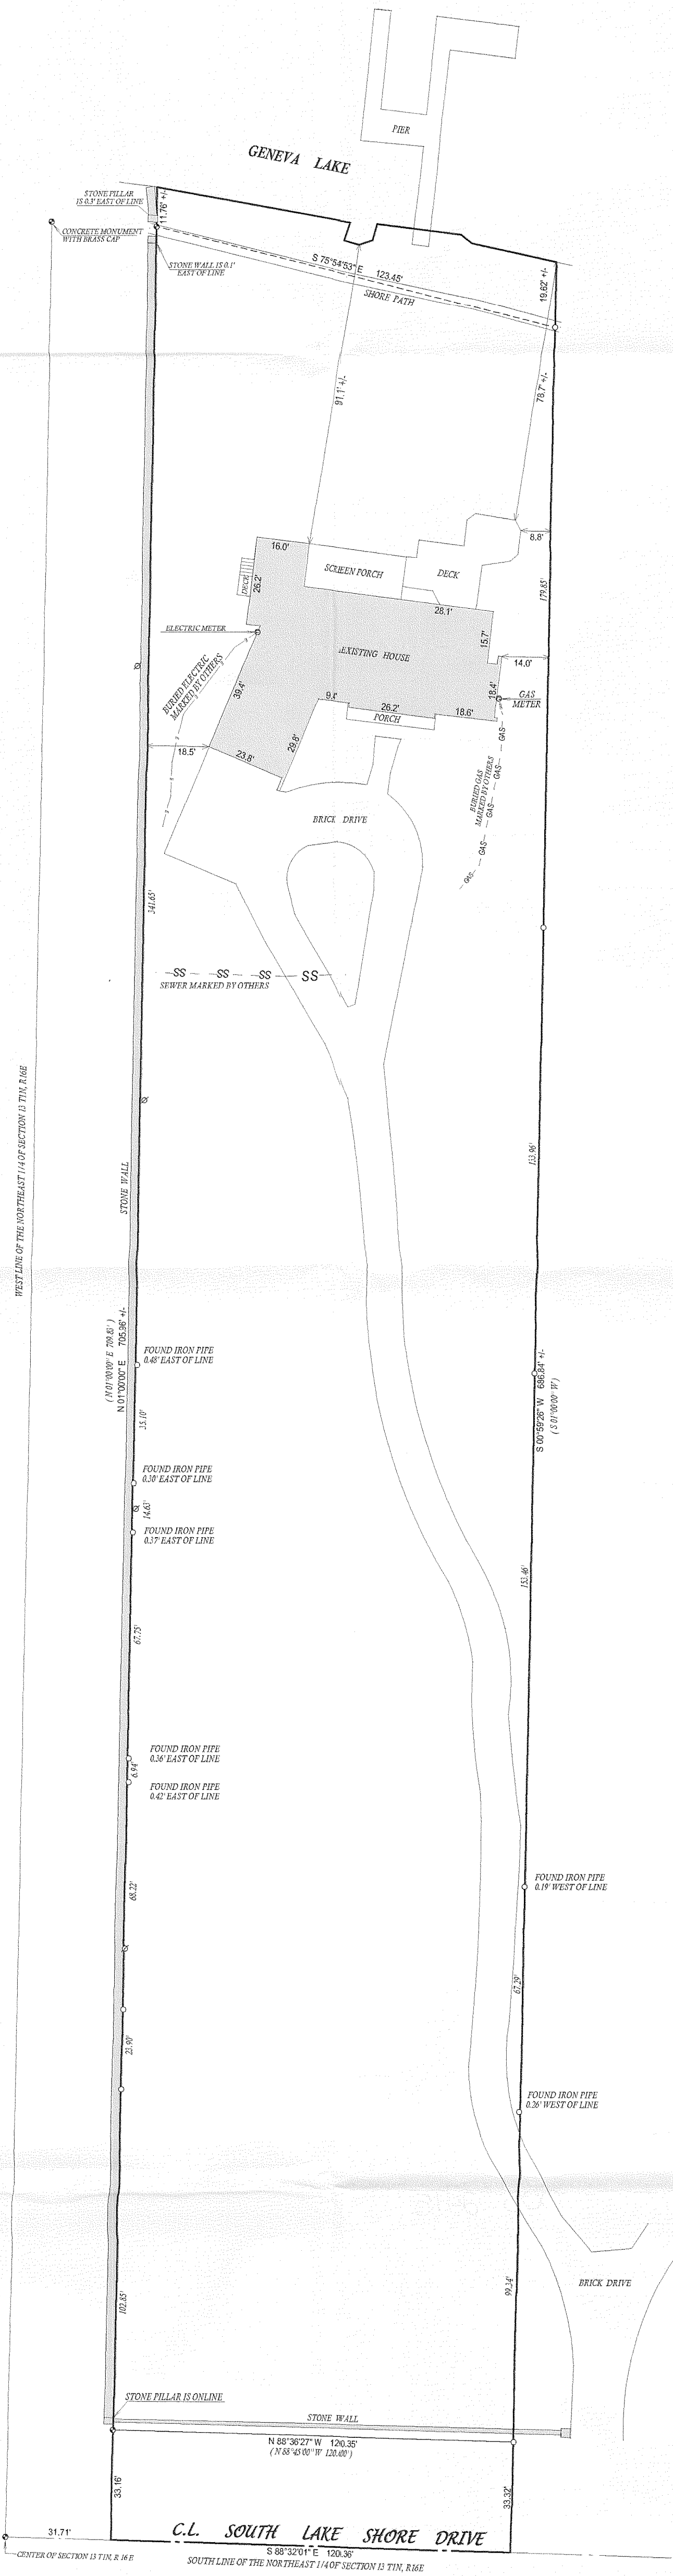 PIER
GENEVA LAKE
STONE PILLAR
IS 0.3' EAST OF LINE
11.76' +/-
CONCRETE MONUMENT
WITH BRASS CAP
STONE WALL IS 0.1'
EAST OF LINE
S 75°54'53" E 123.45'
SHORE PATH
19.62' +/-
91.1' +/-
78.7' +/-
8.8'
16.0'
SCREEN PORCH
DECK
DECK
26.2'
179.85'
28.1'
ELECTRIC METER
15.7'
EXISTING HOUSE
14.0'
BURIED ELECTRIC
MARKED BY OTHERS
39.4'
18.4'
GAS
METER
9.4'
26.2'
18.6'
PORCH
GAS
18.5'
23.8'
29.8'
GAS
BURIED GAS
MARKED BY OTHERS
GAS
BRICK DRIVE
GAS
GAS
341.65'
SS SS SS SS
SEWER MARKED BY OTHERS
WEST LINE OF THE NORTHEAST 1/4 OF SECTION 13 T1N, R16E
STONE WALL
133.96'
( N 01°00'00" E 709.83' )
N 01°00'00" E 705.96' +/-
FOUND IRON PIPE
0.48' EAST OF LINE
S 00°59'26" W 686.84' +/-
( S 01°00'00" W )
35.10'
FOUND IRON PIPE
0.30' EAST OF LINE
14.63'
FOUND IRON PIPE
0.37' EAST OF LINE
153.46'
67.75'
FOUND IRON PIPE
0.36' EAST OF LINE
6.94'
FOUND IRON PIPE
0.42' EAST OF LINE
FOUND IRON PIPE
0.19' WEST OF LINE
68.22'
67.29'
23.90'
FOUND IRON PIPE
0.26' WEST OF LINE
BRICK DRIVE
102.85'
99.34'
STONE PILLAR IS ONLINE
STONE WALL
N 88°36'27" W 120.35'
( N 88°45'00" W 120.00' )
33.16'
33.32'
31.71'
C.L. SOUTH LAKE SHORE DRIVE
S 88°32'01" E 120.36'
CENTER OF SECTION 13 T1N, R 16 E
SOUTH LINE OF THE NORTHEAST 1/4 OF SECTION 13 T1N, R16E